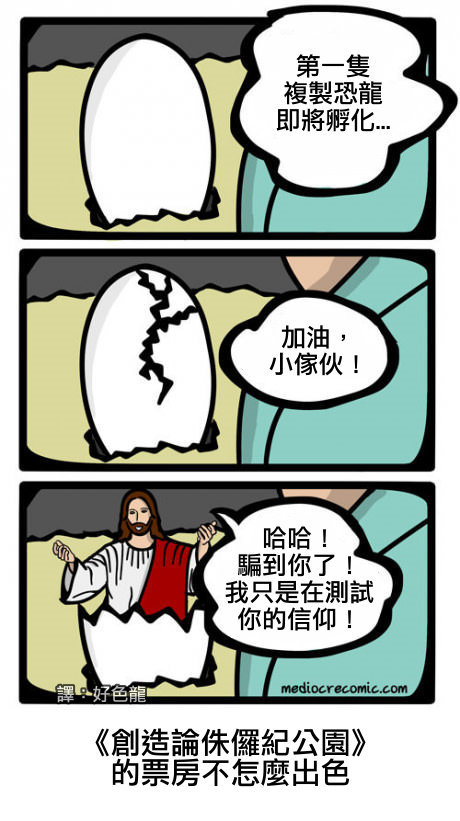 第一隻
複製恐龍
即將孵化...
加油，
小傢伙！
哈哈！
騙到你了！
我只是在測試
你的信仰！
譯：好色龍
mediocrecomic.com
《創造論侏儸紀公園》
的票房不怎麼出色